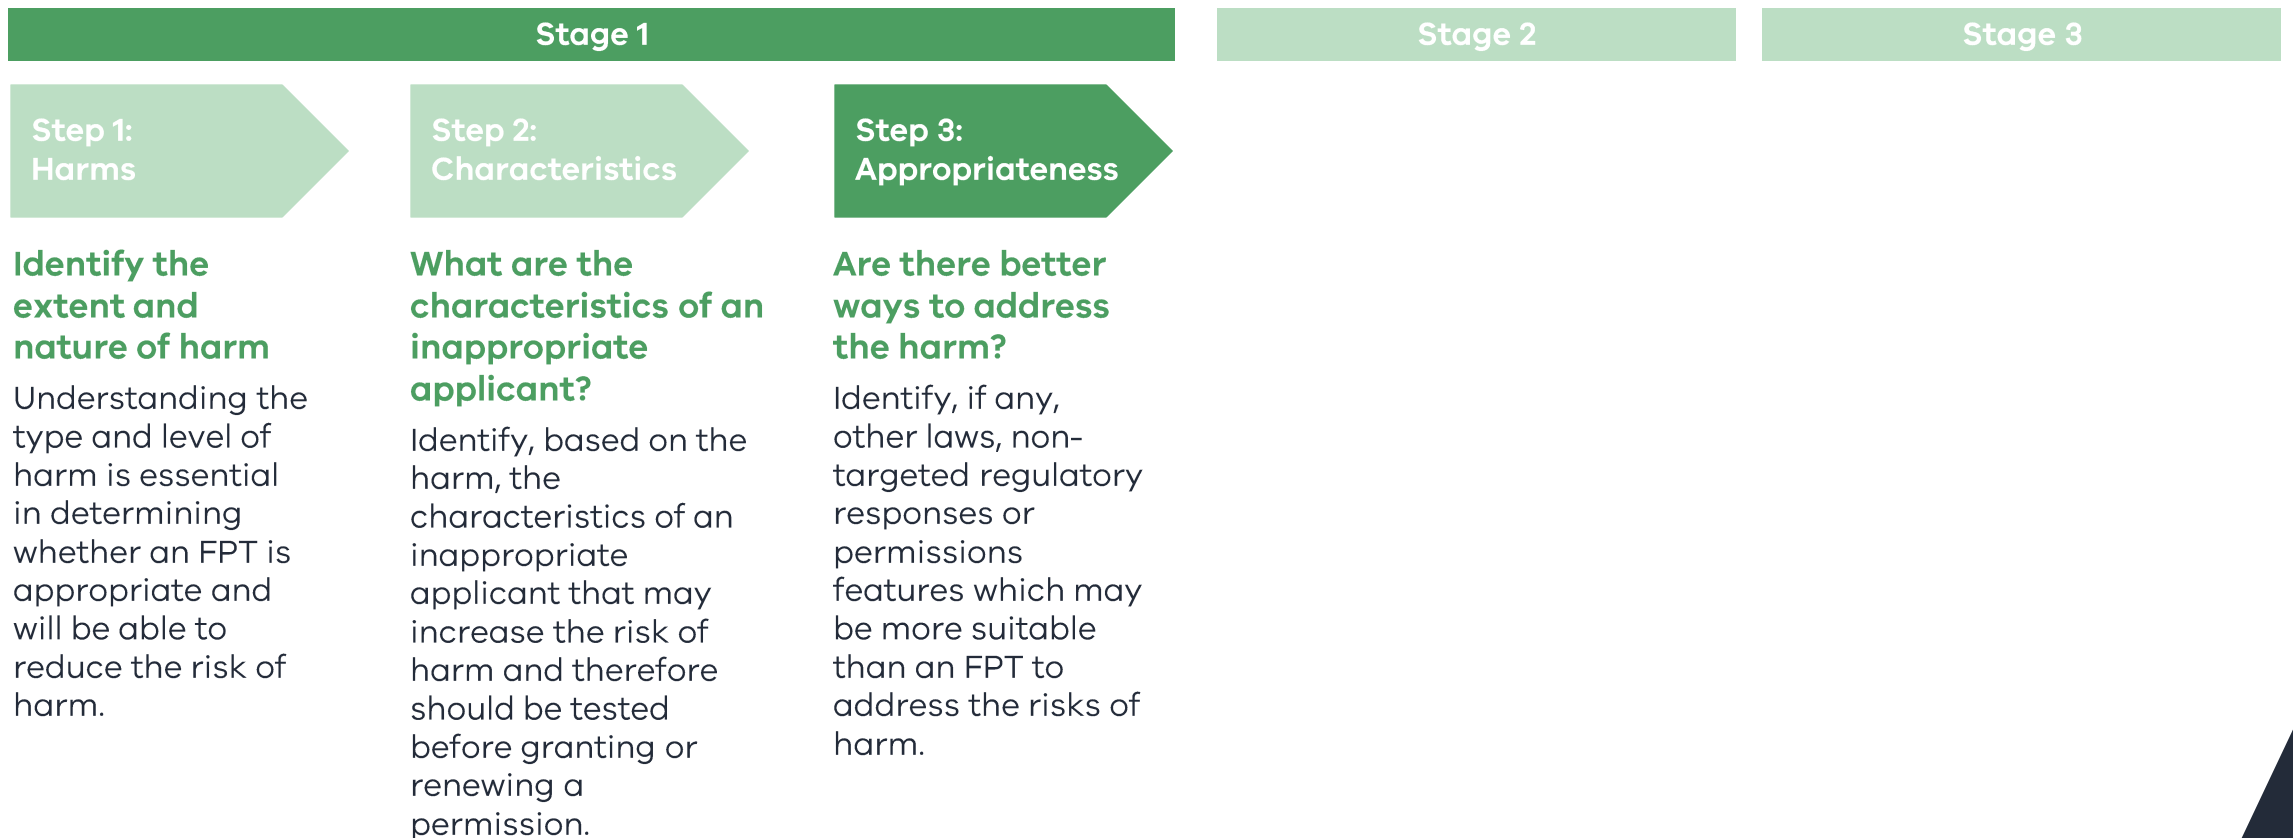 Stage 1
Stage 2
Stage 3
Step 1:
Harms
Step 2:
Characteristics
Step 3:
Appropriateness
Identify the
extent and
nature of harm
Understanding the
type and level of
harm is essential
in determining
whether an FPT is
appropriate and
will be able to
reduce the risk of
harm.
What are the
characteristics of an
inappropriate
applicant?
Identify, based on the
harm, the
characteristics of an
inappropriate
applicant that may
increase the risk of
harm and therefore
should be tested
before granting or
renewing a
permission.
Are there better
ways to address
the harm?
Identify, if any,
other laws, non-
targeted regulatory
responses or
permissions
features which may
be more suitable
than an FPT to
address the risks of
harm.